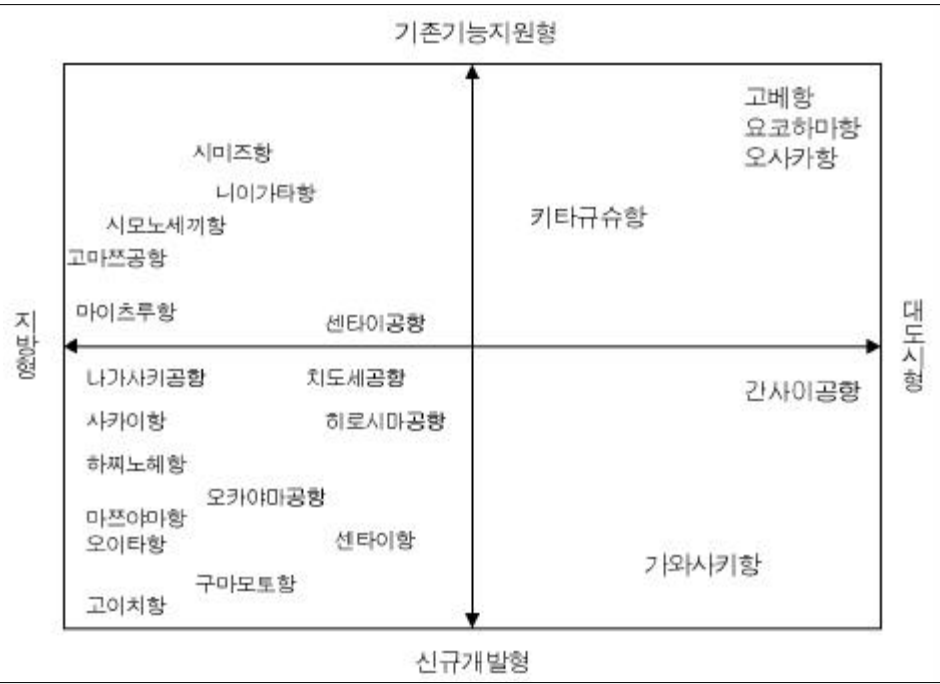 기존기능지원형
고베항
요코하마항
오사카항
시미즈항
니이가타항
키타규슈항
시모노세끼항
고마쯔공항
마이츠루항
센타이공항
지방형
대도시형
나가사키공항
치도세공항
간사이공항
사카이항
히로시마공항
하찌노헤항
오카야마공항
마쯔야마항
오이타항
센타이항
기와사키항
구마모토항
고이치항
신규개발형